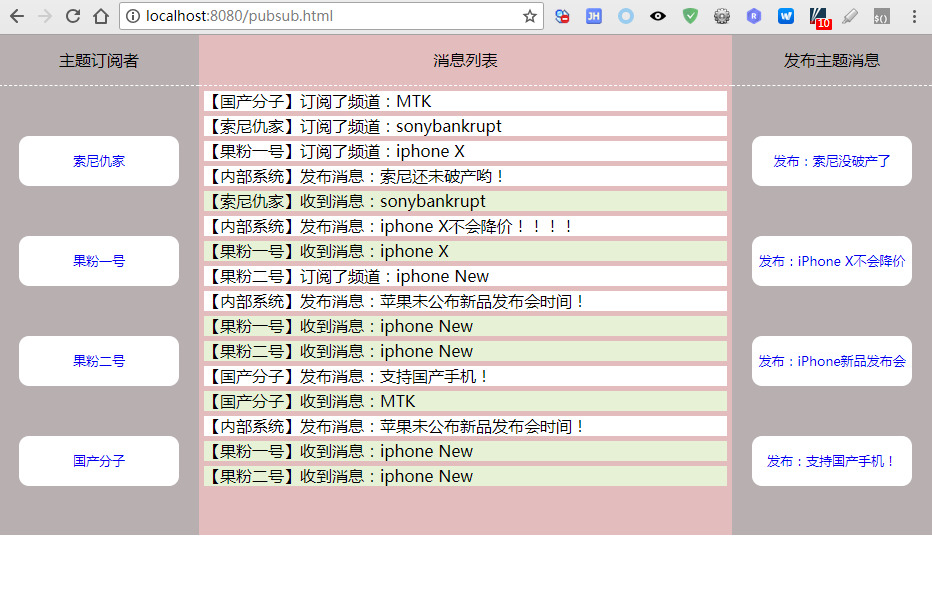 localhost:8080/pubsub.html
JH
R
W
10
$()
主题订阅者
消息列表
发布主题消息
【国产分子】订阅了频道：MTK
【索尼仇家】订阅了频道：sonybankrupt
【果粉一号】订阅了频道：iphone X
【内部系统】发布消息：索尼还未破产哟！
【索尼仇家】收到消息：sonybankrupt
【内部系统】发布消息：iphone X不会降价！！！！
【果粉一号】收到消息：iphone X
【果粉二号】订阅了频道：iphone New
【内部系统】发布消息：苹果未公布新品发布会时间！
【果粉一号】收到消息：iphone New
【果粉二号】收到消息：iphone New
【国产分子】发布消息：支持国产手机！
【国产分子】收到消息：MTK
【内部系统】发布消息：苹果未公布新品发布会时间！
【果粉一号】收到消息：iphone New
【果粉二号】收到消息：iphone New
索尼仇家
果粉一号
果粉二号
国产分子
发布：索尼没破产了
发布：iPhone X不会降价
发布：iPhone新品发布会
发布：支持国产手机！